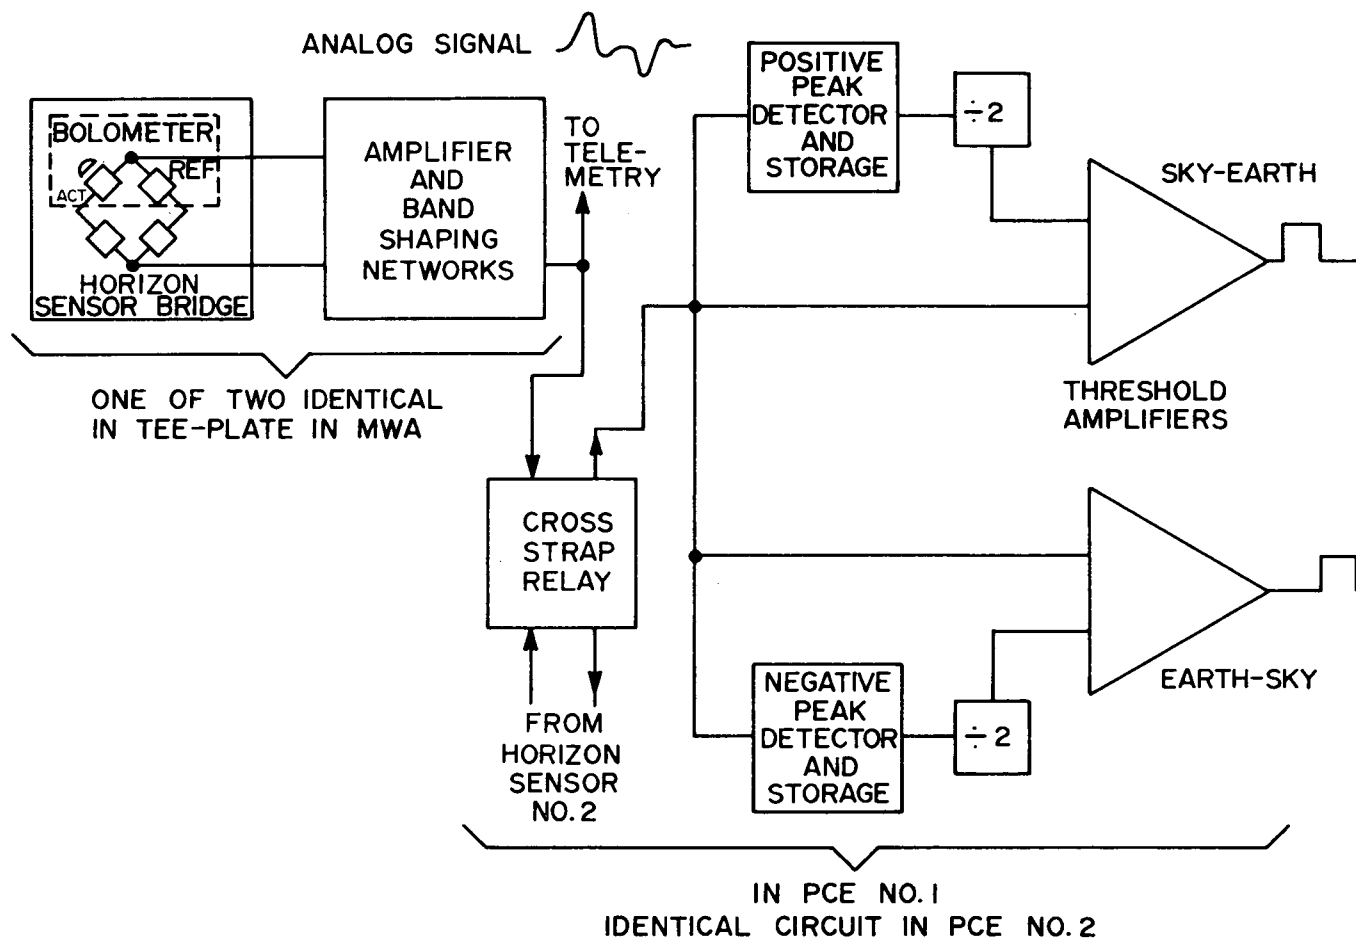 ANALOG SIGNAL
BOLOMETER
REF
ACT
HORIZON
SENSOR BRIDGE
AMPLIFIER
AND
BAND
SHAPING
NETWORKS
TO
TELE-
METRY
ONE OF TWO IDENTICAL
IN TEE-PLATE IN MWA
POSITIVE
PEAK
DETECTOR
AND
STORAGE
÷2
SKY-EARTH
THRESHOLD
AMPLIFIERS
CROSS
STRAP
RELAY
FROM
HORIZON
SENSOR
NO. 2
NEGATIVE
PEAK
DETECTOR
AND
STORAGE
÷2
EARTH-SKY
IN PCE NO. 1
IDENTICAL CIRCUIT IN PCE NO. 2